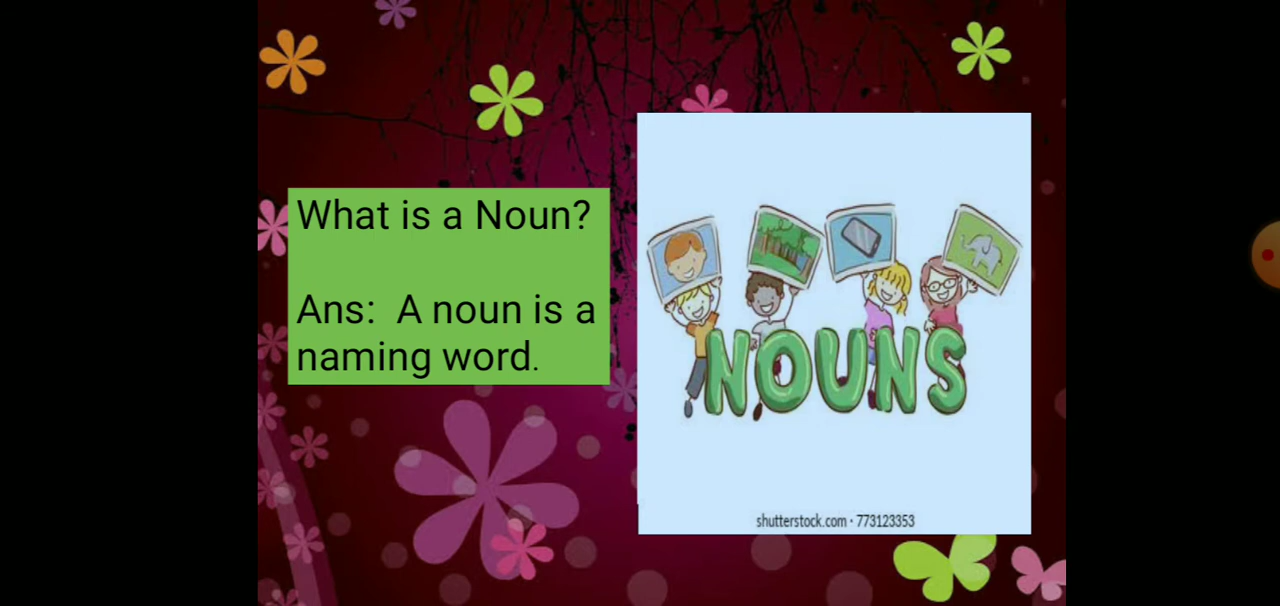 What is a Noun?
Ans: A noun is a
naming word.
NOUNS
shutterstock.com · 773123353